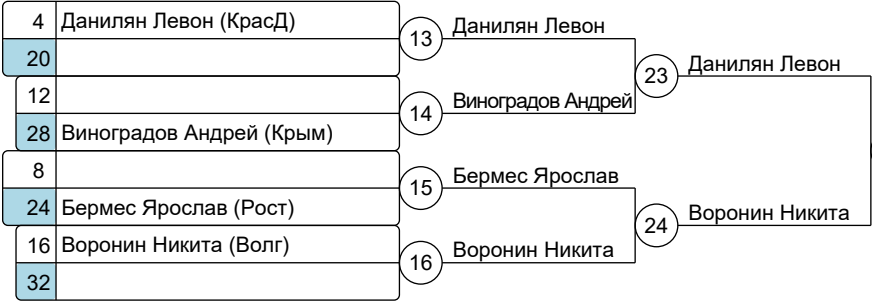 4 Данилян Левон (КрасД)
20
12
28 Виноградов Андрей (Крым)
8
24 Бермес Ярослав (Рост)
16 Воронин Никита (Волг)
32
13 Данилян Левон
14 Виноградов Андрей
15 Бермес Ярослав
16 Воронин Никита
23 Данилян Левон
24 Воронин Никита